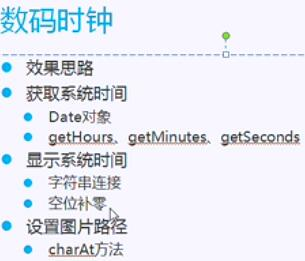 数码时钟
效果思路
获取系统时间
Date对象
getHours、getMinutes、getSeconds
显示系统时间
字符串连接
空位补零
设置图片路径
charAt方法